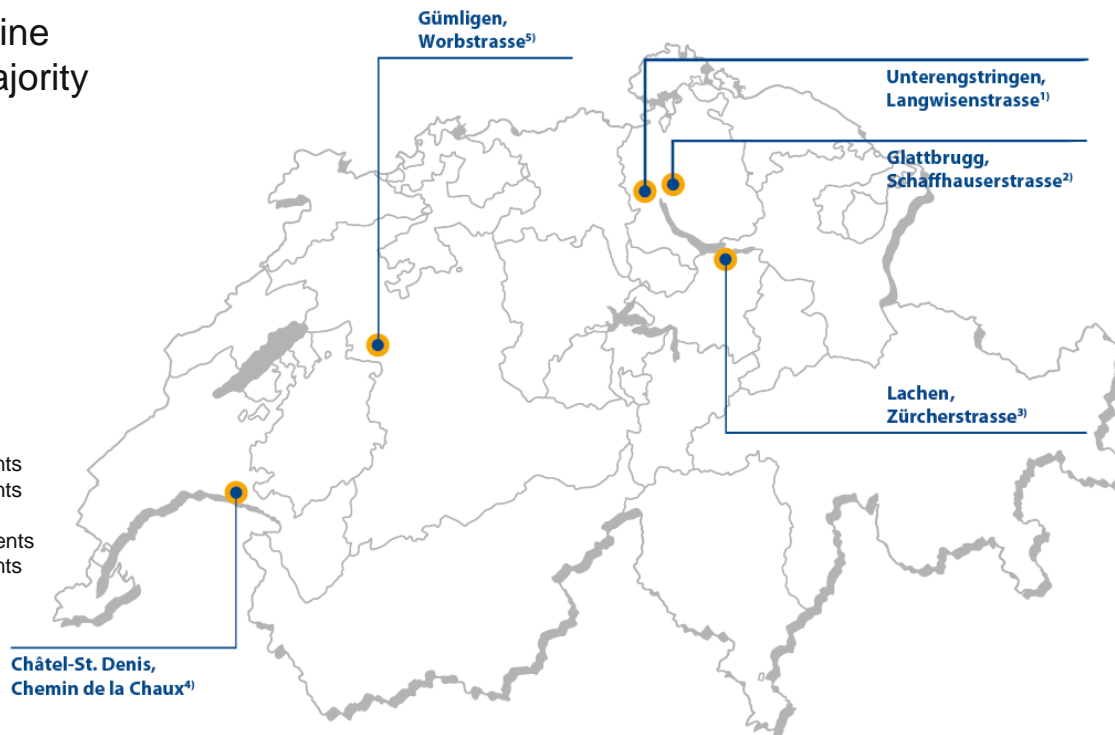 ine
ajority
Gümligen,
Worbstrasse⁵⁾
Unterengstringen,
Langwisenstrasse¹⁾
Glattbrugg,
Schaffhauserstrasse²⁾
Lachen,
Zürcherstrasse³⁾
nts
nts
ents
nts
Châtel-St. Denis,
Chemin de la Chaux⁴⁾